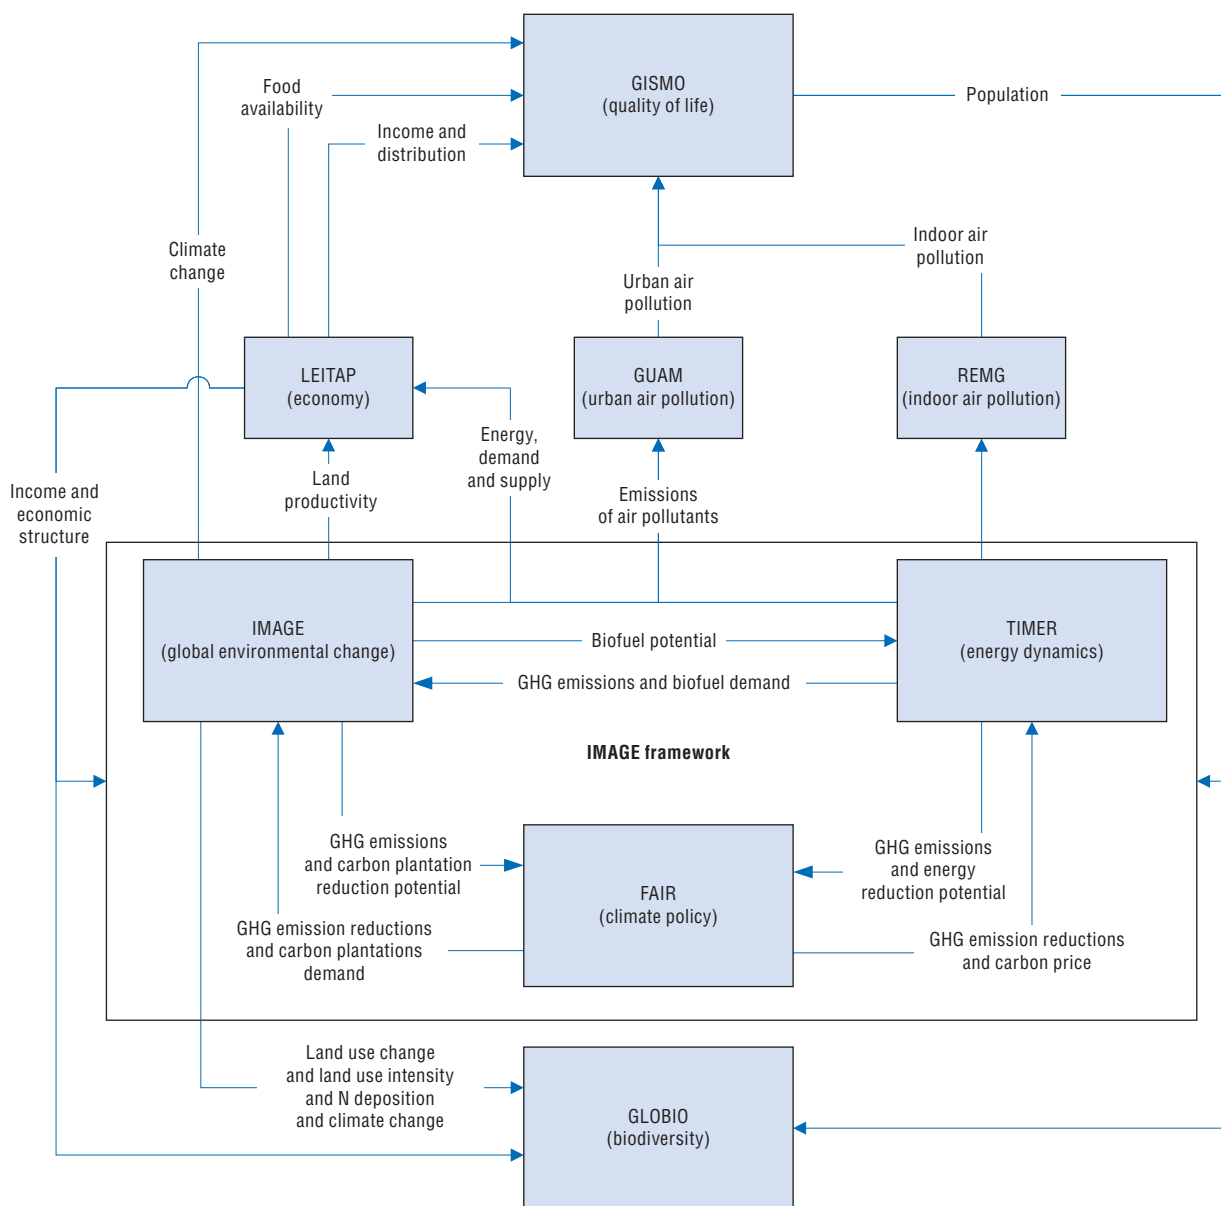 GISMO
(quality of life)
Population
Food
availability
Income and
distribution
Climate
change
Urban air
pollution
Indoor air
pollution
LEITAP
(economy)
GUAM
(urban air pollution)
REMG
(indoor air pollution)
Energy,
demand
and supply
Land
productivity
Emissions
of air pollutants
Income and
economic
structure
IMAGE
(global environmental change)
Biofuel potential
GHG emissions and biofuel demand
TIMER
(energy dynamics)
IMAGE framework
GHG emissions
and carbon plantation
reduction potential
FAIR
(climate policy)
GHG emissions
and energy
reduction potential
GHG emission reductions
and carbon plantations
demand
GHG emission reductions
and carbon price
Land use change
and land use intensity
and N deposition
and climate change
GLOBIO
(biodiversity)